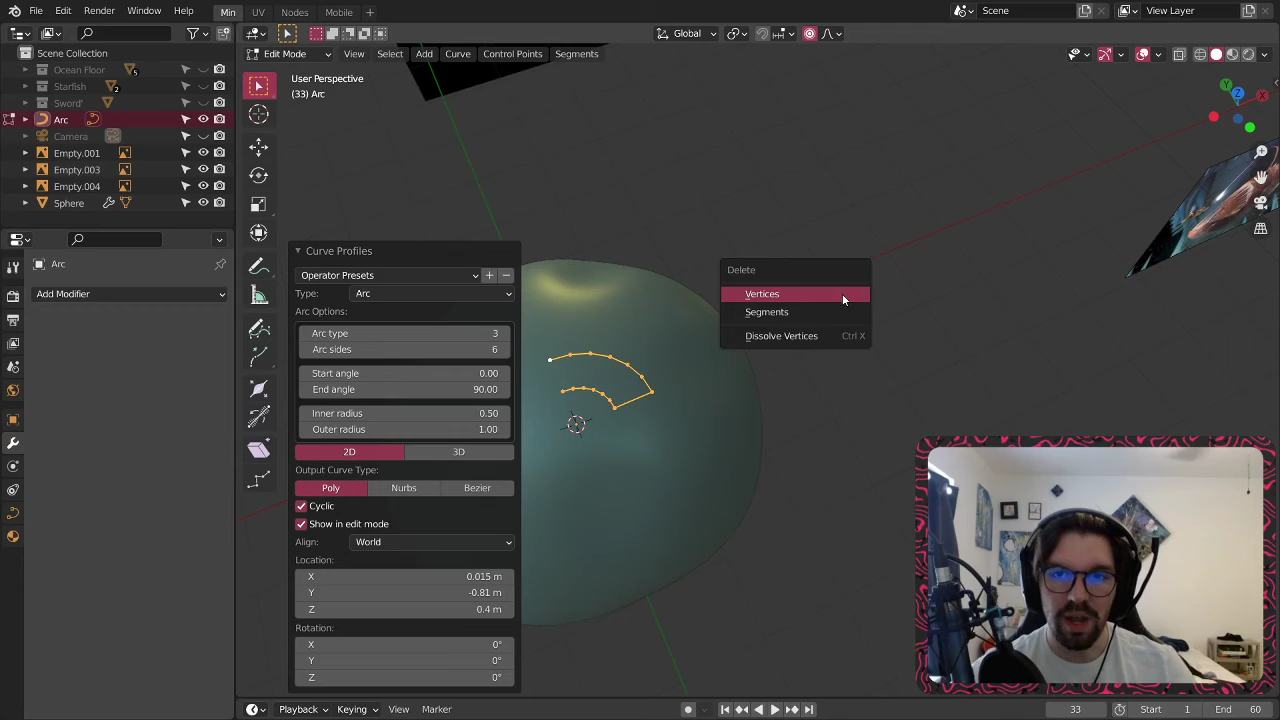 File Edit Render Window Help Min UV Nodes Mobile + Scene View Layer
Edit Mode View Select Add Curve Control Points Segments Global
Scene Collection
Ocean Floor 5
Starfish 2
Sword'
Arc
Camera
Empty.001
Empty.003
Empty.004
Sphere
Arc
Add Modifier
User Perspective
(33) Arc
Y
Z
X
Curve Profiles
Operator Presets
Type: Arc
Arc Options:
Arc type 3
Arc sides 6
Start angle 0.00
End angle 90.00
Inner radius 0.50
Outer radius 1.00
2D 3D
Output Curve Type:
Poly Nurbs Bezier
Cyclic
Show in edit mode
Align: World
Location:
X 0.015 m
Y -0.81 m
Z 0.4 m
Rotation:
X 0°
Y 0°
Z 0°
Delete
Vertices
Segments
Dissolve Vertices Ctrl X
Playback Keying View Marker 33 Start 1 End 60